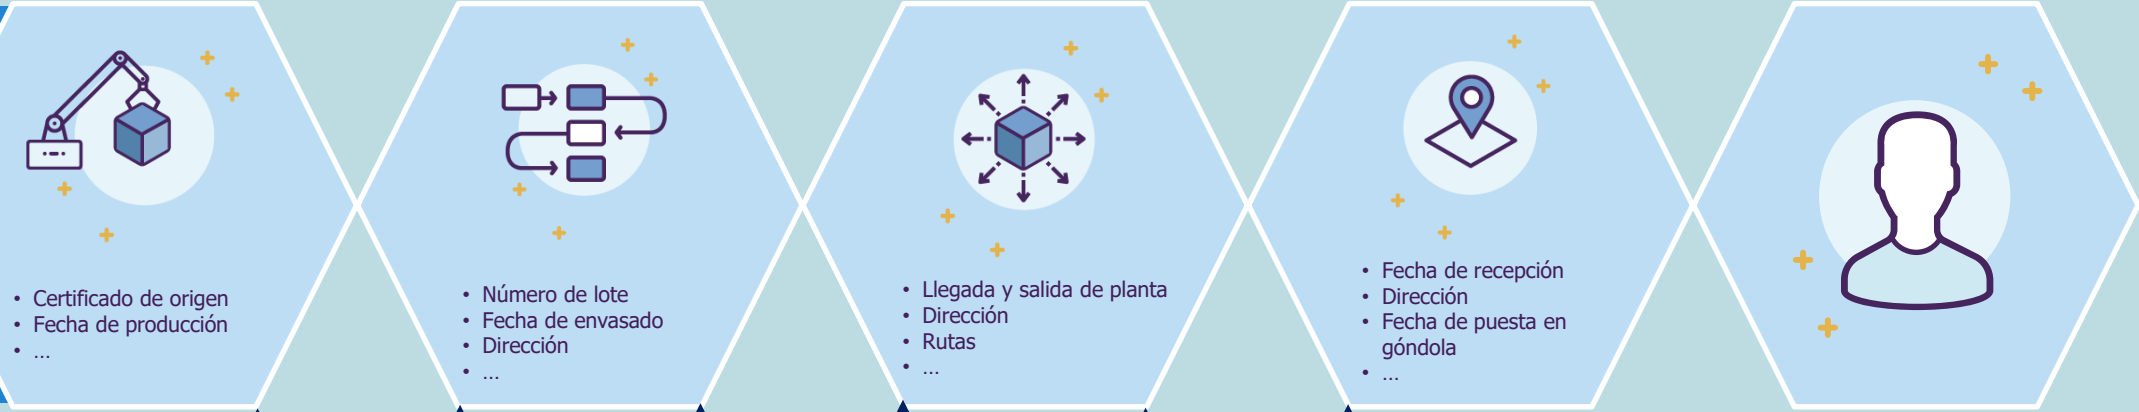 • Certificado de origen
• Fecha de producción
• ...
• Número de lote
• Fecha de envasado
• Dirección
• ...
• Llegada y salida de planta
• Dirección
• Rutas
• ...
• Fecha de recepción
• Dirección
• Fecha de puesta en
góndola
• ...